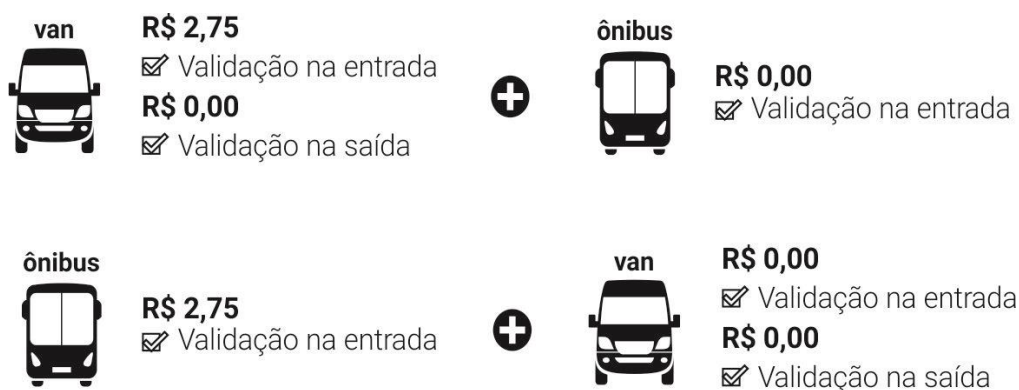 van
R$ 2,75
Validação na entrada
R$ 0,00
Validação na saída
ônibus
R$ 0,00
Validação na entrada
ônibus
R$ 2,75
Validação na entrada
van
R$ 0,00
Validação na entrada
R$ 0,00
Validação na saída